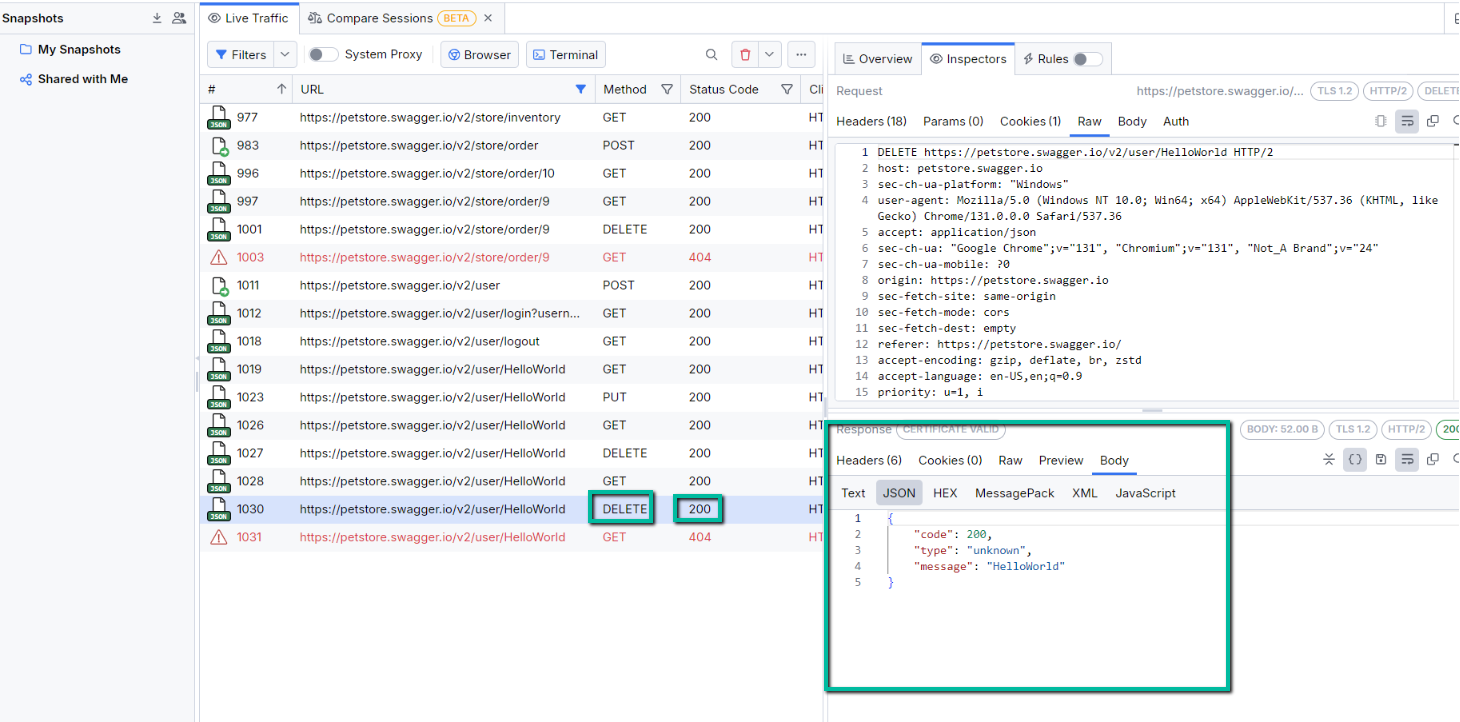 Snapshots
My Snapshots
Shared with Me
Live Traffic
Compare Sessions BETA
Filters System Proxy Browser Terminal
# URL Method Status Code Cli
JSON 977 https://petstore.swagger.io/v2/store/inventory GET 200 HT
983 https://petstore.swagger.io/v2/store/order POST 200 HT
JSON 996 https://petstore.swagger.io/v2/store/order/10 GET 200 HT
JSON 997 https://petstore.swagger.io/v2/store/order/9 GET 200 HT
JSON 1001 https://petstore.swagger.io/v2/store/order/9 DELETE 200 HT
1003 https://petstore.swagger.io/v2/store/order/9 GET 404 HT
1011 https://petstore.swagger.io/v2/user POST 200 HT
JSON 1012 https://petstore.swagger.io/v2/user/login?usern... GET 200 HT
JSON 1018 https://petstore.swagger.io/v2/user/logout GET 200 HT
JSON 1019 https://petstore.swagger.io/v2/user/HelloWorld GET 200 HT
JSON 1023 https://petstore.swagger.io/v2/user/HelloWorld PUT 200 HT
JSON 1026 https://petstore.swagger.io/v2/user/HelloWorld GET 200 HT
JSON 1027 https://petstore.swagger.io/v2/user/HelloWorld DELETE 200 HT
JSON 1028 https://petstore.swagger.io/v2/user/HelloWorld GET 200 HT
JSON 1030 https://petstore.swagger.io/v2/user/HelloWorld DELETE 200 HT
1031 https://petstore.swagger.io/v2/user/HelloWorld GET 404 HT
Overview Inspectors Rules
Request https://petstore.swagger.io/... TLS 1.2 HTTP/2 DELETE
Headers (18) Params (0) Cookies (1) Raw Body Auth
1 DELETE https://petstore.swagger.io/v2/user/HelloWorld HTTP/2
2 host: petstore.swagger.io
3 sec-ch-ua-platform: "Windows"
4 user-agent: Mozilla/5.0 (Windows NT 10.0; Win64; x64) AppleWebKit/537.36 (KHTML, like
Gecko) Chrome/131.0.0.0 Safari/537.36
5 accept: application/json
6 sec-ch-ua: "Google Chrome";v="131", "Chromium";v="131", "Not_A Brand";v="24"
7 sec-ch-ua-mobile: ?0
8 origin: https://petstore.swagger.io
9 sec-fetch-site: same-origin
10 sec-fetch-mode: cors
11 sec-fetch-dest: empty
12 referer: https://petstore.swagger.io/
13 accept-encoding: gzip, deflate, br, zstd
14 accept-language: en-US,en;q=0.9
15 priority: u=1, i
Response CERTIFICATE VALID BODY: 52.00 B TLS 1.2 HTTP/2 200
Headers (6) Cookies (0) Raw Preview Body
Text JSON HEX MessagePack XML JavaScript
1 {
2 "code": 200,
3 "type": "unknown",
4 "message": "HelloWorld"
5 }